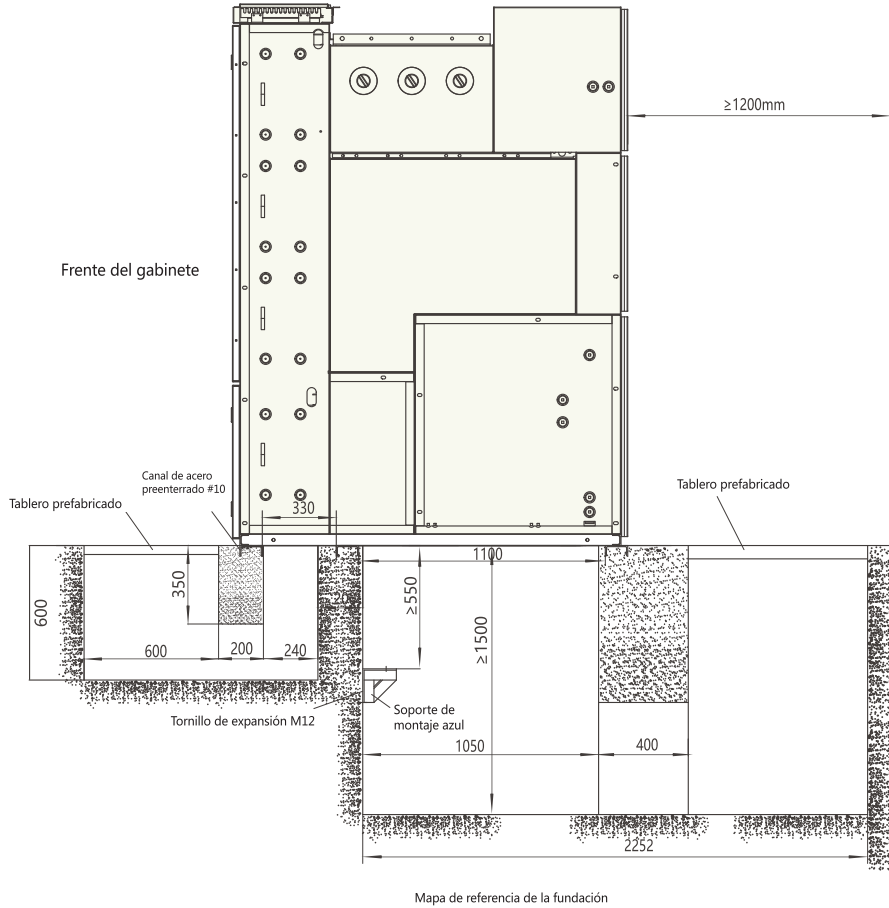 ≥1200mm
Frente del gabinete
Canal de acero
preenterrado #10
Tablero prefabricado
Tablero prefabricado
330
1100
350
≥550
200
600
≥1500
600
200
240
Soporte de
montaje azul
Tornillo de expansión M12
1050
400
2252
Mapa de referencia de la fundación